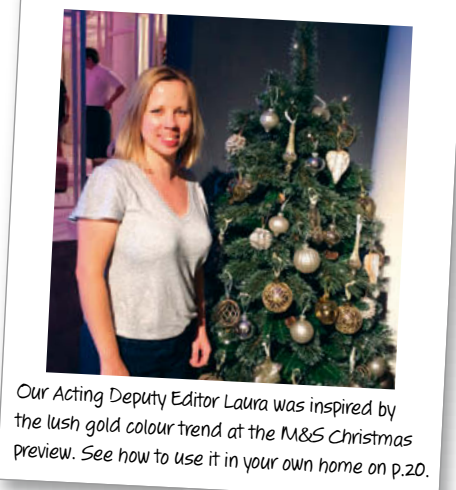 Our Acting Deputy Editor Laura was inspired by
the lush gold colour trend at the M&S Christmas
preview. See how to use it in your own home on p.20.